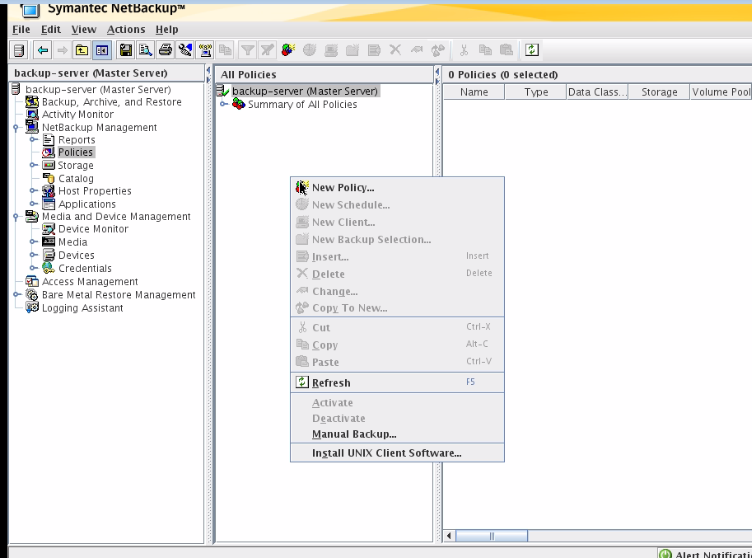 Symantec NetBackup™
File Edit View Actions Help
backup-server (Master Server)
backup-server (Master Server)
Backup, Archive, and Restore
Activity Monitor
NetBackup Management
Reports
Policies
Storage
Catalog
Host Properties
Applications
Media and Device Management
Device Monitor
Media
Devices
Credentials
Access Management
Bare Metal Restore Management
Logging Assistant
All Policies
backup-server (Master Server)
Summary of All Policies
0 Policies (0 selected)
Name Type Data Class... Storage Volume Pool
New Policy...
New Schedule...
New Client...
New Backup Selection...
Insert... Insert
Delete Delete
Change...
Copy To New...
Cut Ctrl-X
Copy Alt-C
Paste Ctrl-V
Refresh F5
Activate
Deactivate
Manual Backup...
Install UNIX Client Software...
Alert Notificati